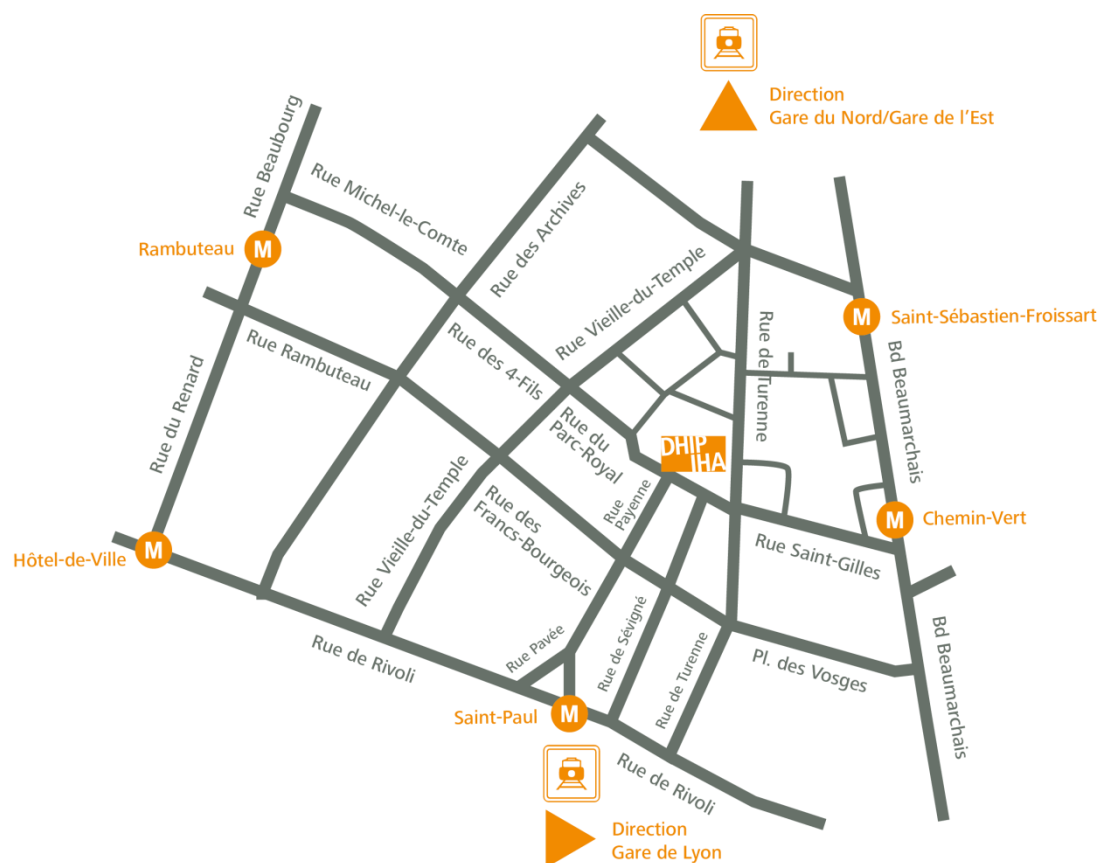 Direction
Gare du Nord/Gare de l'Est
Rue Beaubourg
Rue Michel-le-Comte
Rue des Archives
Rambuteau
M
Rue Vieille-du-Temple
M
Saint-Sébastien-Froissart
Rue Rambuteau
Rue des 4-Fils
Rue de Turenne
Bd Beaumarchais
Rue du Renard
Rue du
Parc-Royal
DHIP
IHA
Rue
Payenne
M
Chemin-Vert
Hôtel-de-Ville
M
Rue Vieille-du-Temple
Rue des
Francs-Bourgeois
Rue Saint-Gilles
Rue de Rivoli
Rue Pavée
Rue de Sévigné
Rue de Turenne
Pl. des Vosges
Bd Beaumarchais
Saint-Paul
M
Rue de Rivoli
Direction
Gare de Lyon